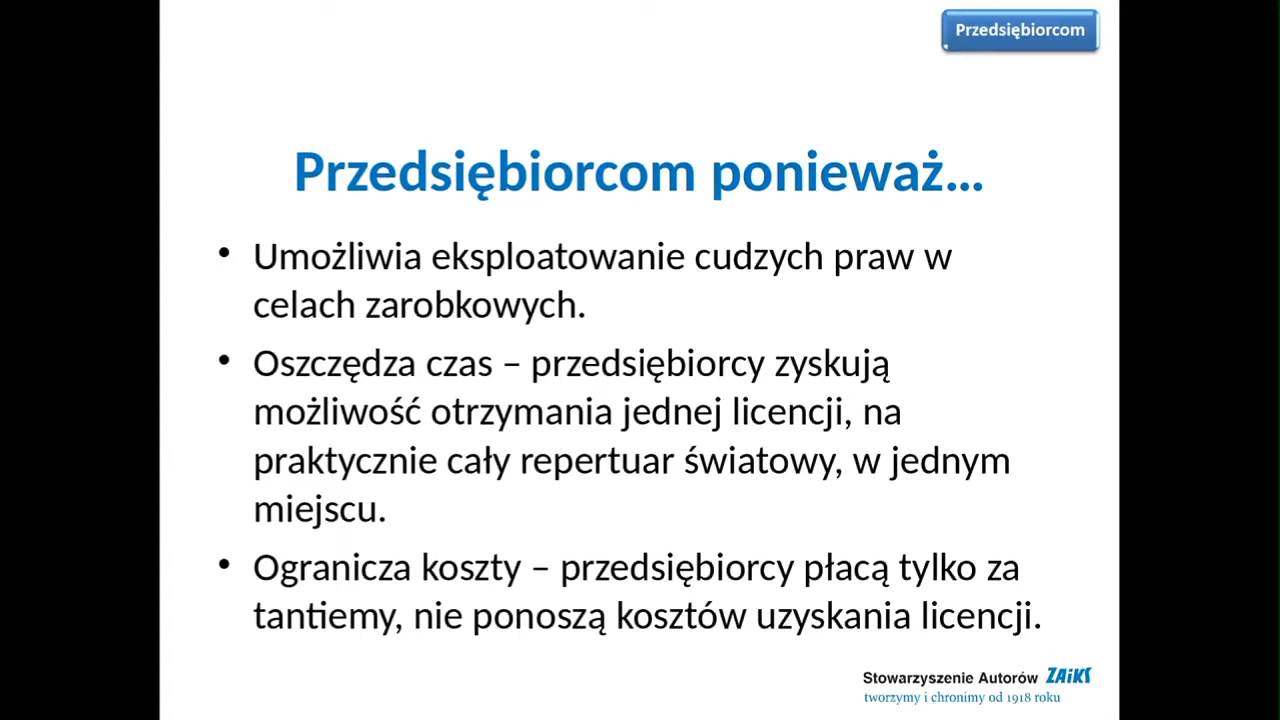 Przedsiębiorcom
Przedsiębiorcom ponieważ...
• Umożliwia eksploatowanie cudzych praw w
celach zarobkowych.
• Oszczędza czas – przedsiębiorcy zyskują
możliwość otrzymania jednej licencji, na
praktycznie cały repertuar światowy, w jednym
miejscu.
• Ogranicza koszty – przedsiębiorcy płacą tylko za
tantiemy, nie ponoszą kosztów uzyskania licencji.
Stowarzyszenie Autorów ZAiKS
tworzymy i chronimy od 1918 roku